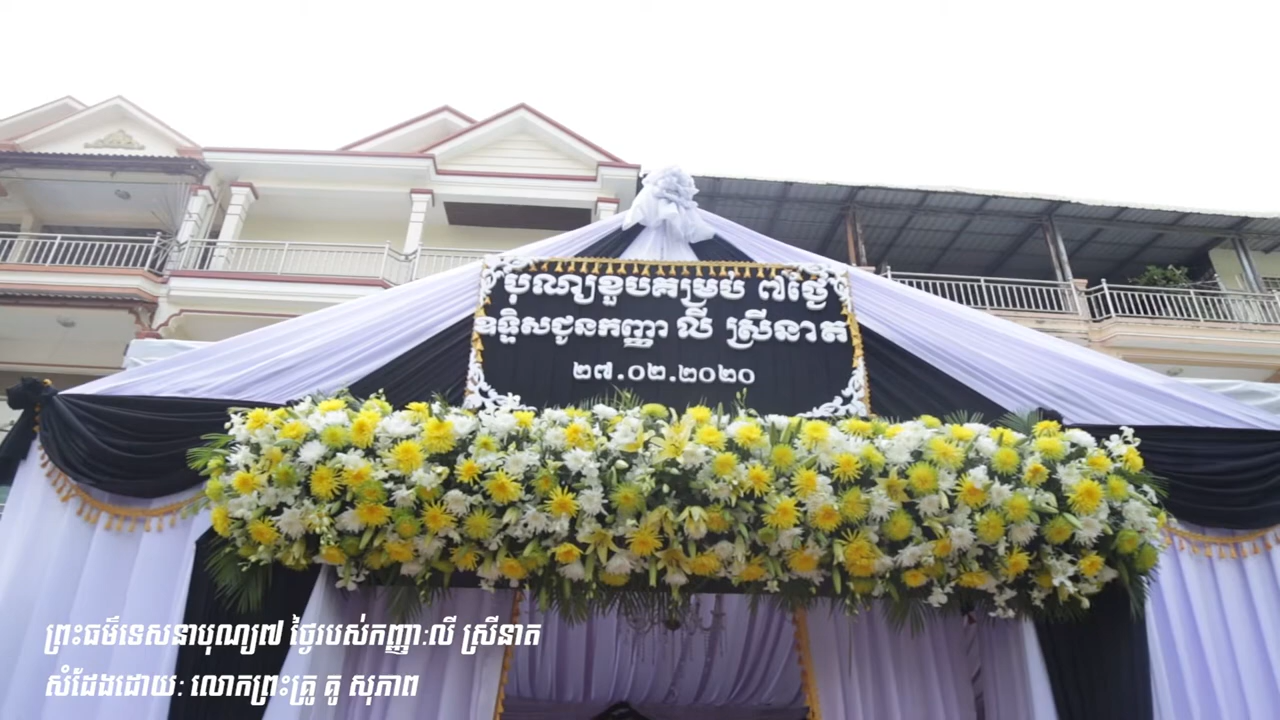 បុណ្យខួបគម្រប់ ៧ថ្ងៃ
ឧទ្ទិសជូនកញ្ញា លី ស្រីនាត
២៧.០២.២០២០
ព្រះធម៌ទេសនាបុណ្យ៧ ថ្ងៃរបស់កញ្ញា:លី ស្រីនាត
សំដែងដោយ: លោកព្រះគ្រូ គូ សុភាព